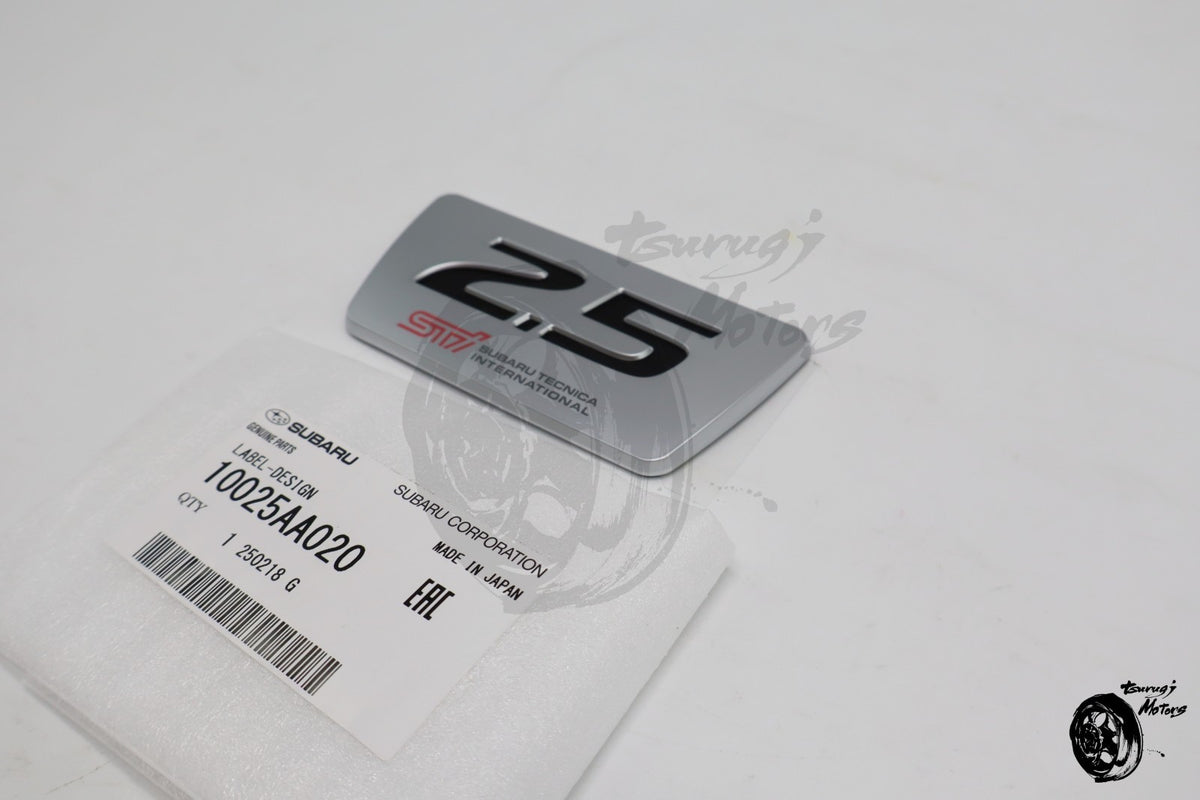 2.5
STI
SUBARU TECNICA
INTERNATIONAL
SUBARU
GENUINE PARTS
LABEL-DESIGN
10025AA020
QTY
1 250218 G
SUBARU CORPORATION
MADE IN JAPAN
EAC
Tsurugi
Motors
Tsurugi
Motors